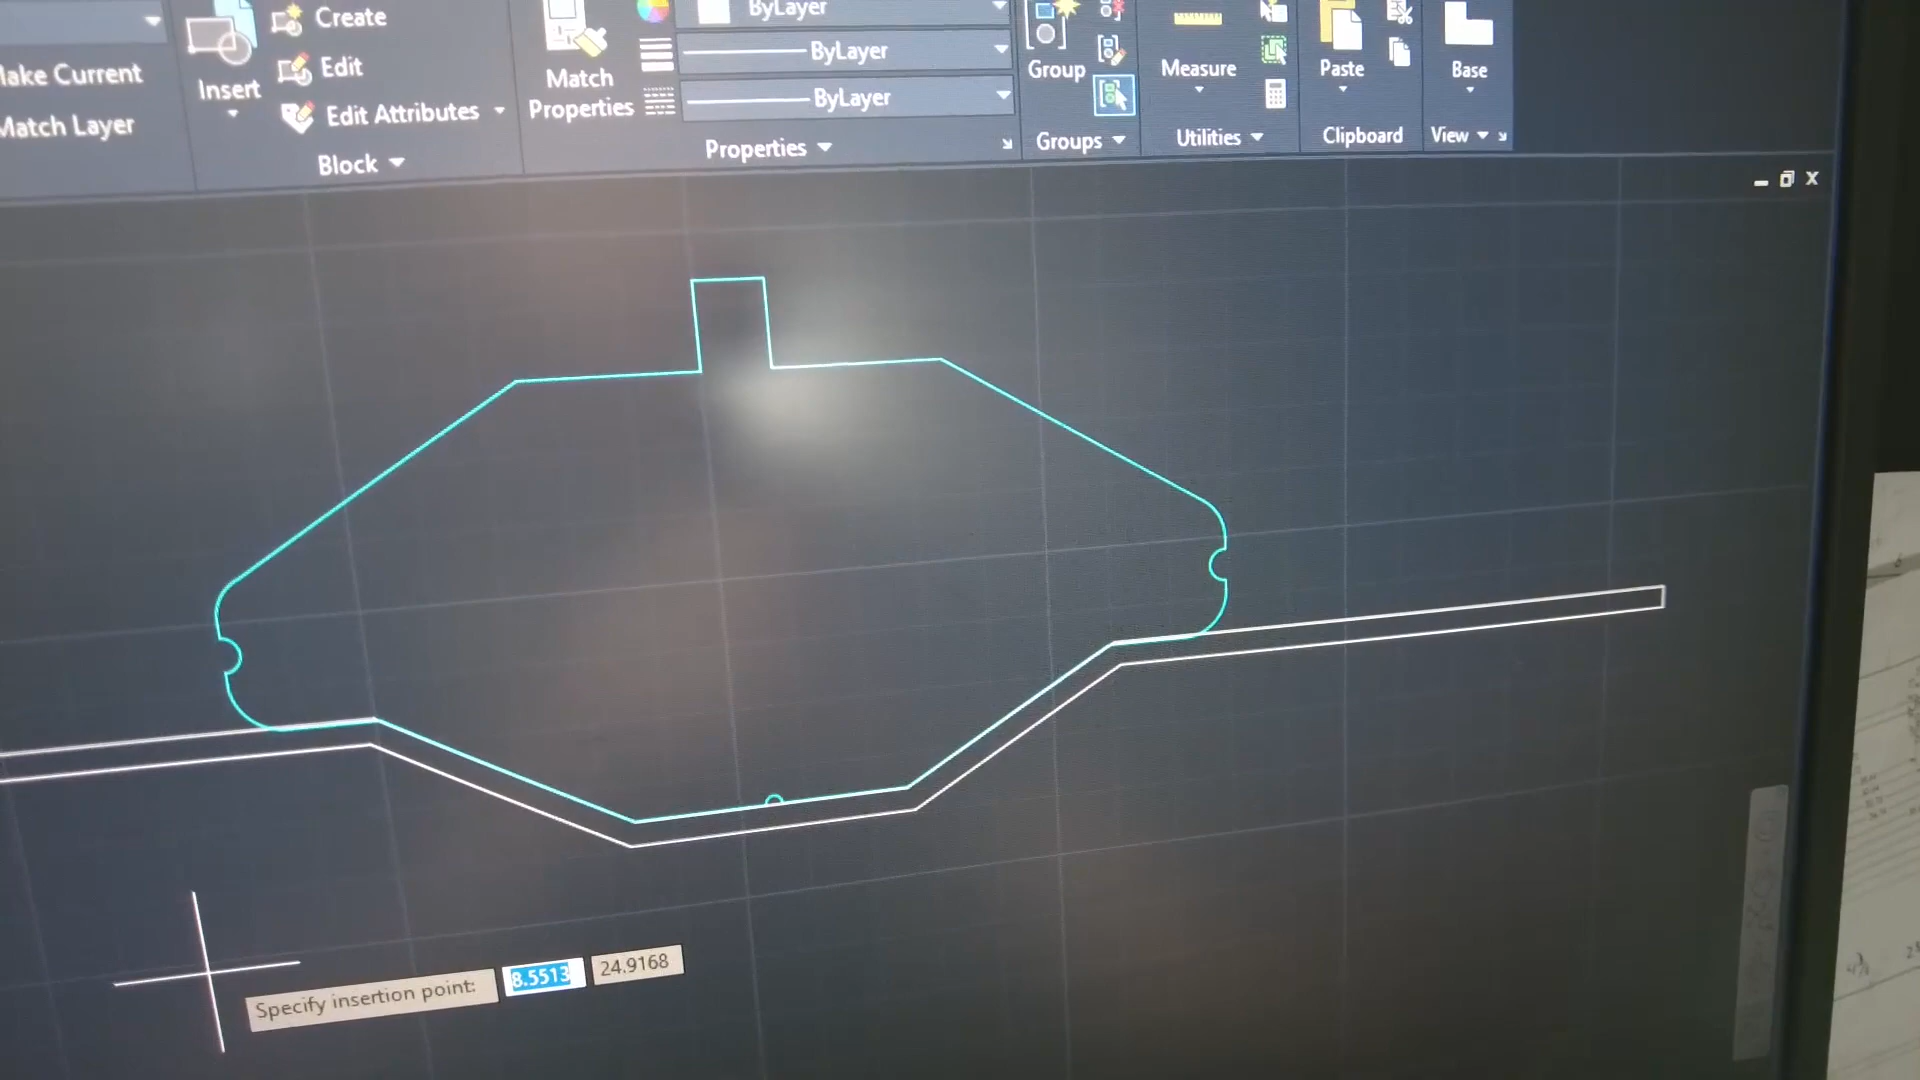 Create
ByLayer
Make Current
Insert
Edit
Match Properties
ByLayer
Group
Measure
Paste
Base
Match Layer
Edit Attributes
ByLayer
Block
Properties
Groups
Utilities
Clipboard
View
X
Specify insertion point:
8.5513
24.9168